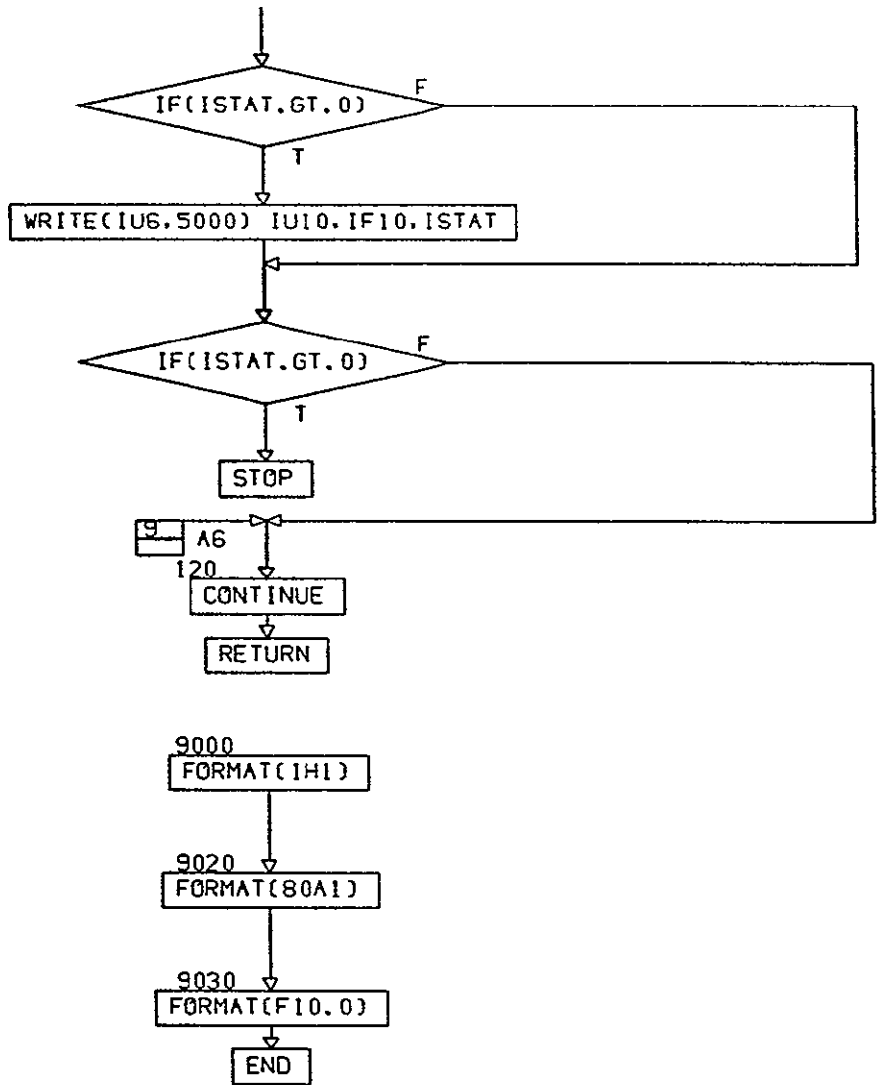 F
IF(ISTAT.GT.0)
T
WRITE(IU6,5000) IU10,IF10,ISTAT
F
IF(ISTAT.GT.0)
T
STOP
9
A6
120
CONTINUE
RETURN
9000
FORMAT(1H1)
9020
FORMAT(80A1)
9030
FORMAT(F10.0)
END